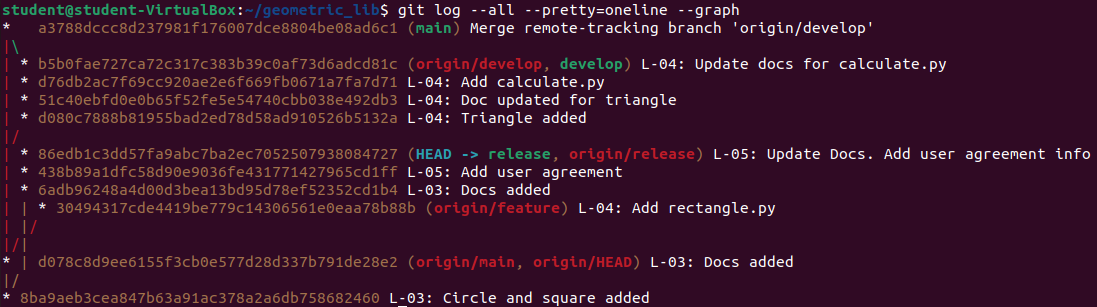 student@student-VirtualBox:~/geometric_lib$ git log --all --pretty=oneline --graph
*   a3788dccc8d237981f176007dce8804be08ad6c1 (main) Merge remote-tracking branch 'origin/develop'
|\
| * b5b0fae727ca72c317c383b39c0af73d6adcd81c (origin/develop, develop) L-04: Update docs for calculate.py
| * d76db2ac7f69cc920ae2e6f669fb0671a7fa7d71 L-04: Add calculate.py
| * 51c40ebfd0e0b65f52fe5e54740cbb038e492db3 L-04: Doc updated for triangle
| * d080c7888b81955bad2ed78d58ad910526b5132a L-04: Triangle added
|/
| * 86edb1c3dd57fa9abc7ba2ec7052507938084727 (HEAD -> release, origin/release) L-05: Update Docs. Add user agreement info
| * 438b89a1dfc58d90e9036fe431771427965cd1ff L-05: Add user agreement
| * 6adb96248a4d00d3bea13bd95d78ef52352cd1b4 L-03: Docs added
| | * 30494317cde4419be779c14306561e0eaa78b88b (origin/feature) L-04: Add rectangle.py
| |/
|/|
* | d078c8d9ee6155f3cb0e577d28d337b791de28e2 (origin/main, origin/HEAD) L-03: Docs added
|/
* 8ba9aeb3cea847b63a91ac378a2a6db758682460 L-03: Circle and square added